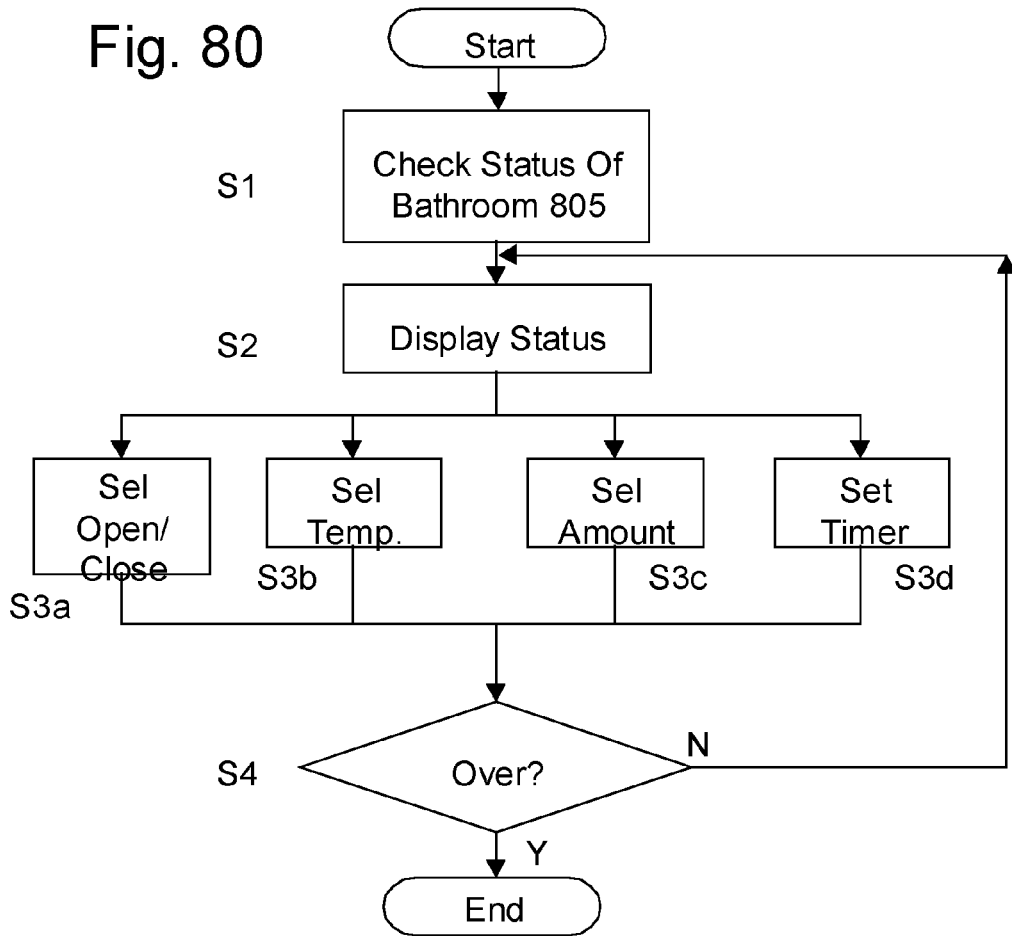 Fig. 80
Start
S1
Check Status Of
Bathroom 805
S2
Display Status
Sel
Open/
Close
S3a
Sel
Temp.
S3b
Sel
Amount
S3c
Set
Timer
S3d
S4
Over?
N
Y
End